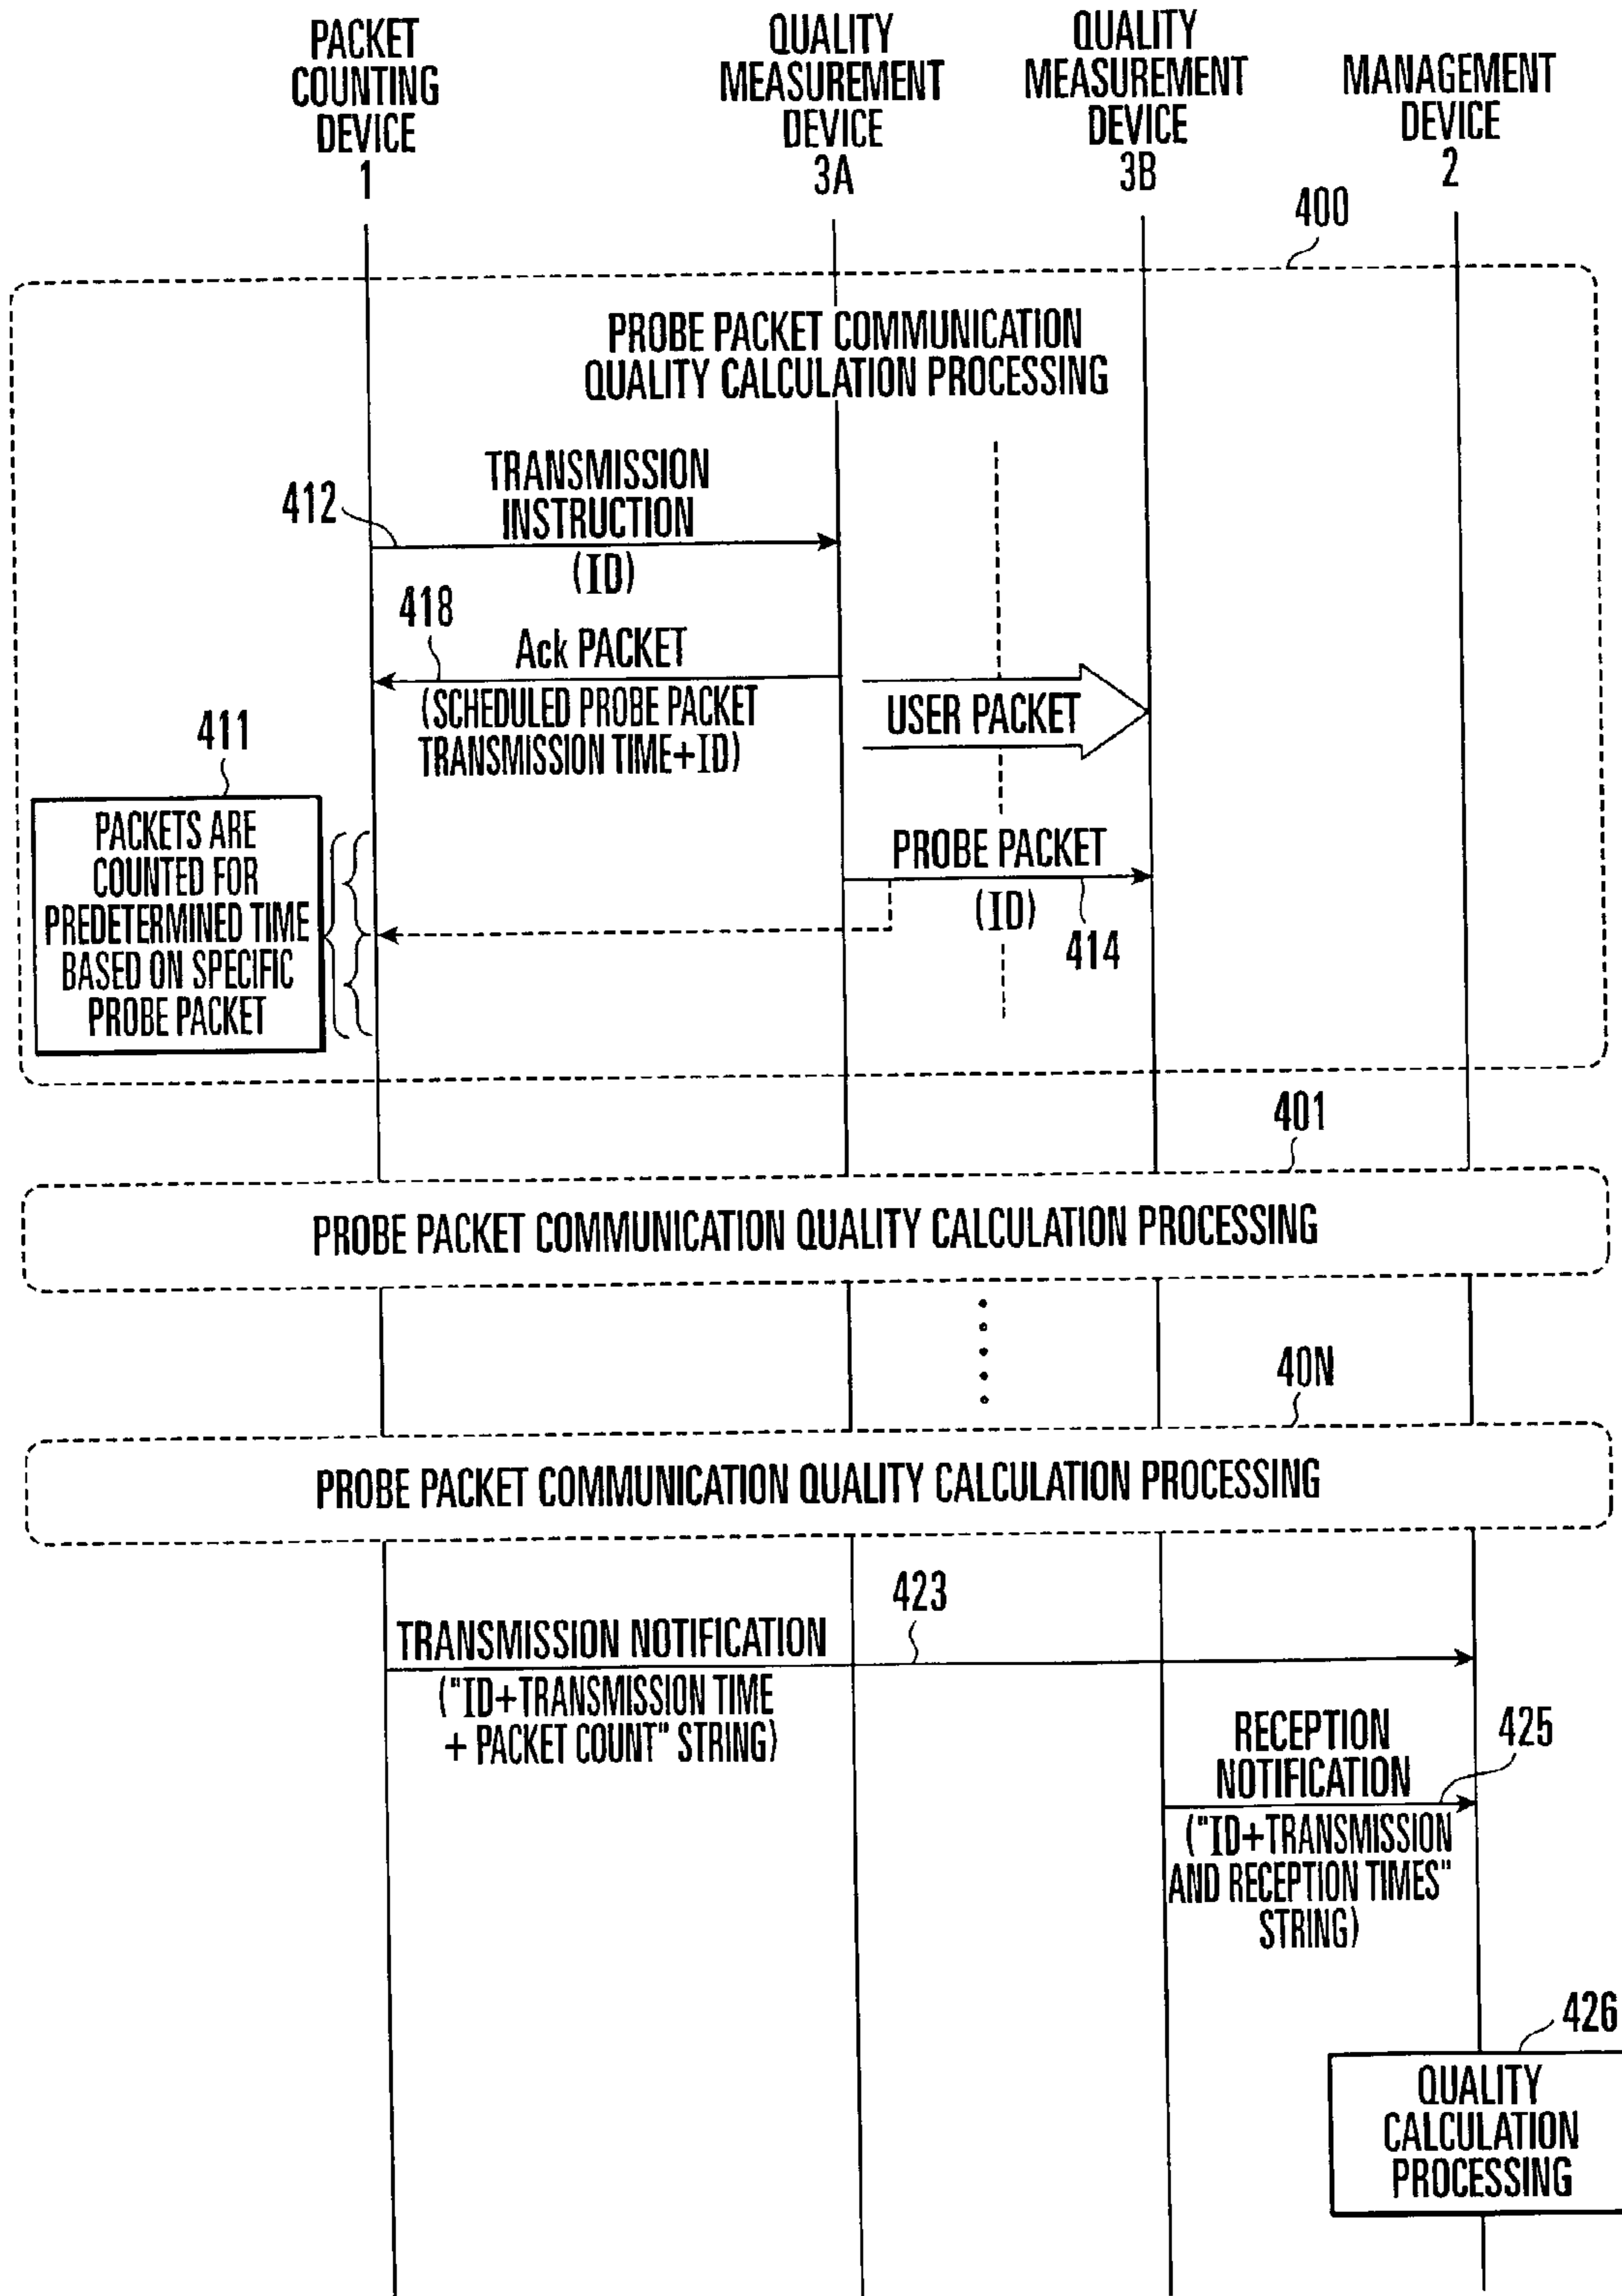 PACKET
COUNTING
DEVICE
1
QUALITY
MEASUREMENT
DEVICE
3A
QUALITY
MEASUREMENT
DEVICE
3B
MANAGEMENT
DEVICE
2
400
PROBE PACKET COMMUNICATION
QUALITY CALCULATION PROCESSING
412
TRANSMISSION
INSTRUCTION
(ID)
418
Ack PACKET
(SCHEDULED PROBE PACKET
TRANSMISSION TIME+ID)
USER PACKET
411
PACKETS ARE
COUNTED FOR
PREDETERMINED TIME
BASED ON SPECIFIC
PROBE PACKET
PROBE PACKET
(ID)
414
401
PROBE PACKET COMMUNICATION QUALITY CALCULATION PROCESSING
40N
PROBE PACKET COMMUNICATION QUALITY CALCULATION PROCESSING
423
TRANSMISSION NOTIFICATION
("ID+TRANSMISSION TIME
+ PACKET COUNT" STRING)
RECEPTION
NOTIFICATION
425
("ID+TRANSMISSION
AND RECEPTION TIMES"
STRING)
426
QUALITY
CALCULATION
PROCESSING